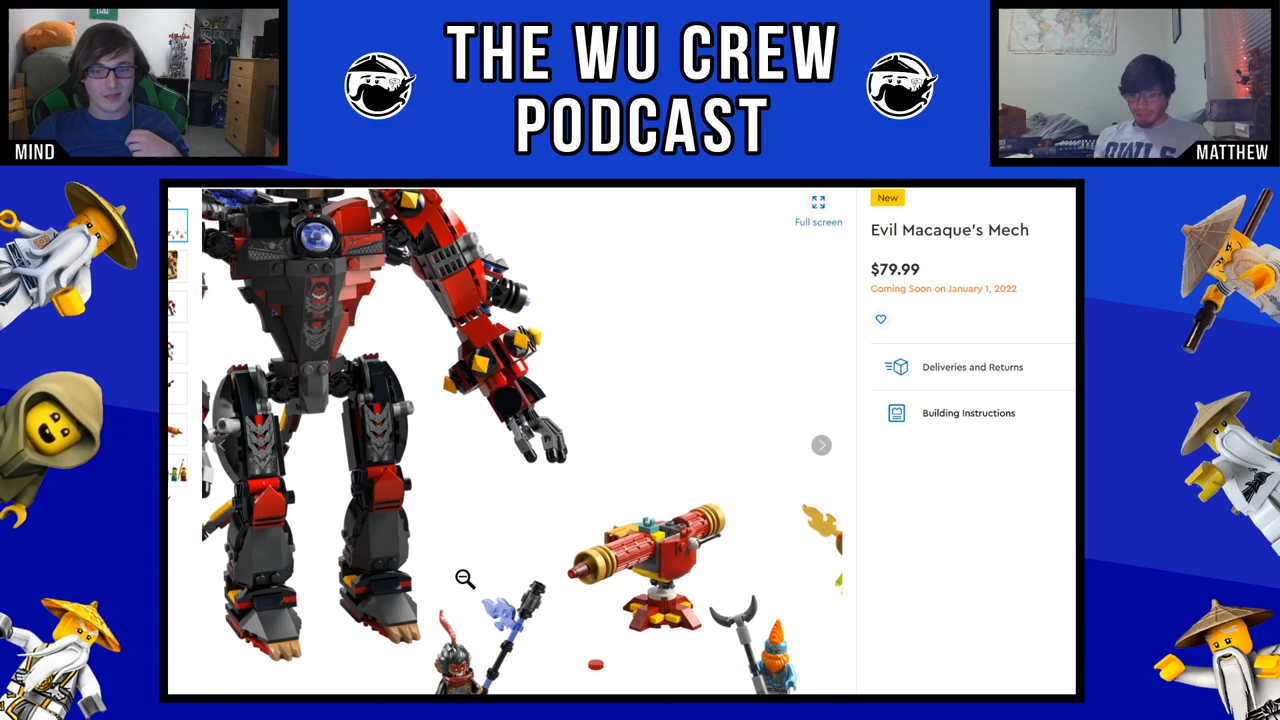 THE WU CREW
PODCAST
MIND
MATTHEW
OWLS
Full screen
New
Evil Macaque's Mech
$79.99
Coming Soon on January 1, 2022
Deliveries and Returns
Building Instructions